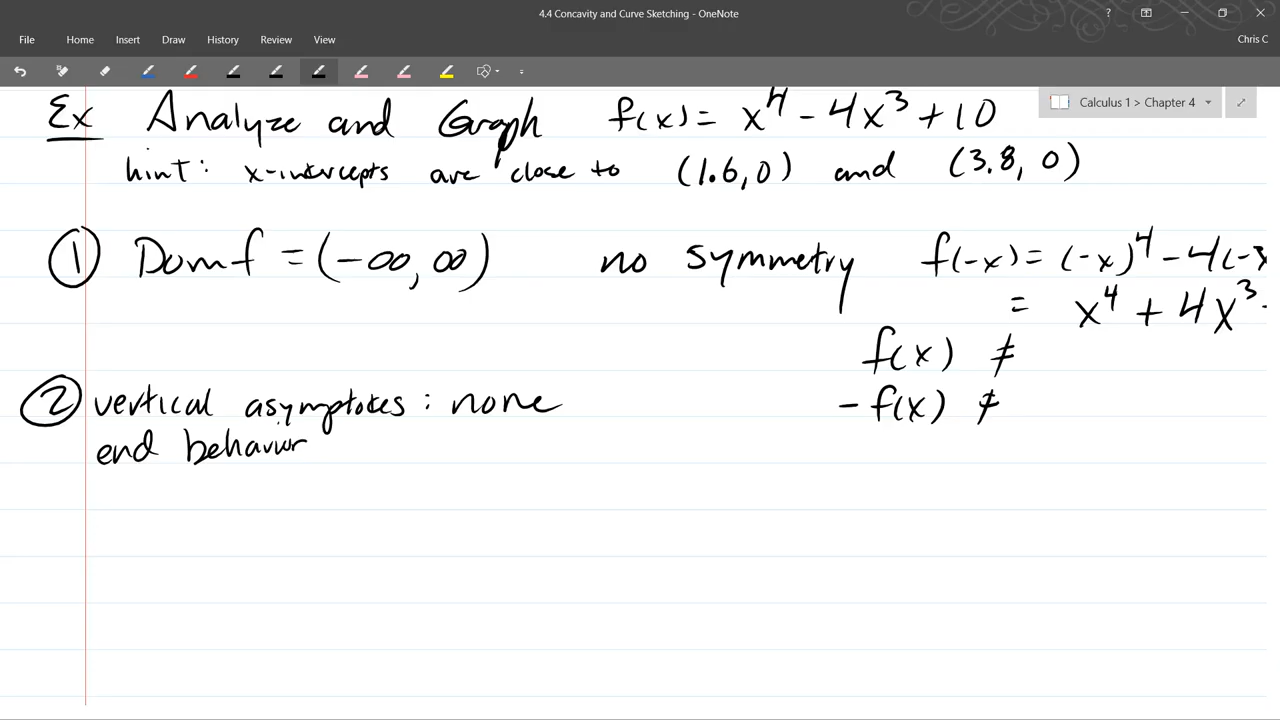 4.4 Concavity and Curve Sketching - OneNote
File Home Insert Draw History Review View Chris C
Calculus 1 > Chapter 4
Ex Analyze and Graph f(x) = x⁴ - 4x³ + 10
hint: x-intercepts are close to (1.6, 0) and (3.8, 0)
① Dom f = (-∞, ∞) no symmetry f(-x) = (-x)⁴ - 4(-x
= x⁴ + 4x³
f(x) ≠
② vertical asymptotes : none - f(x) ≠
end behavior